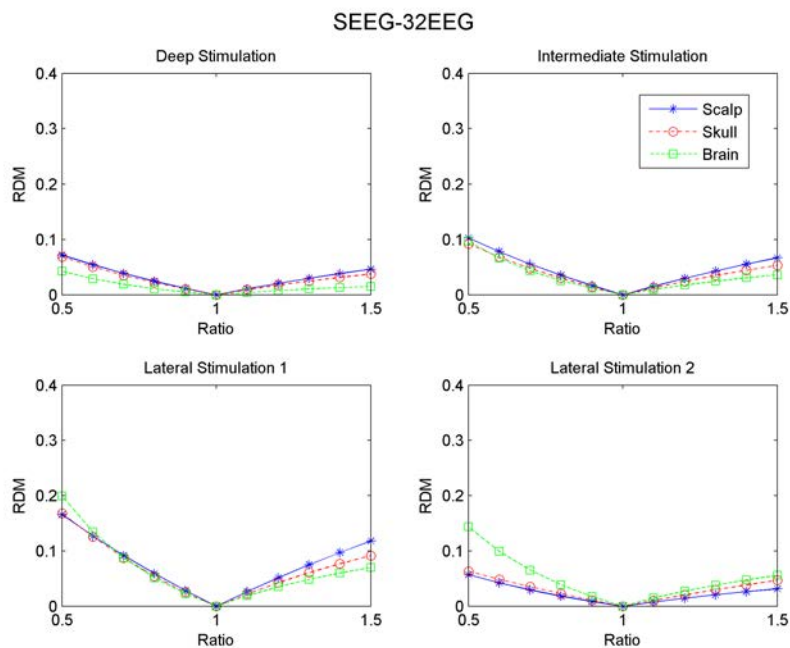 SEEG-32EEG
Deep Stimulation
0.4
0.3
0.2
0.1
0
RDM
0.5
1
1.5
Ratio
Intermediate Stimulation
0.4
0.3
0.2
0.1
0
RDM
Scalp
Skull
Brain
0.5
1
1.5
Ratio
Lateral Stimulation 1
0.4
0.3
0.2
0.1
0
RDM
0.5
1
1.5
Ratio
Lateral Stimulation 2
0.4
0.3
0.2
0.1
0
RDM
0.5
1
1.5
Ratio